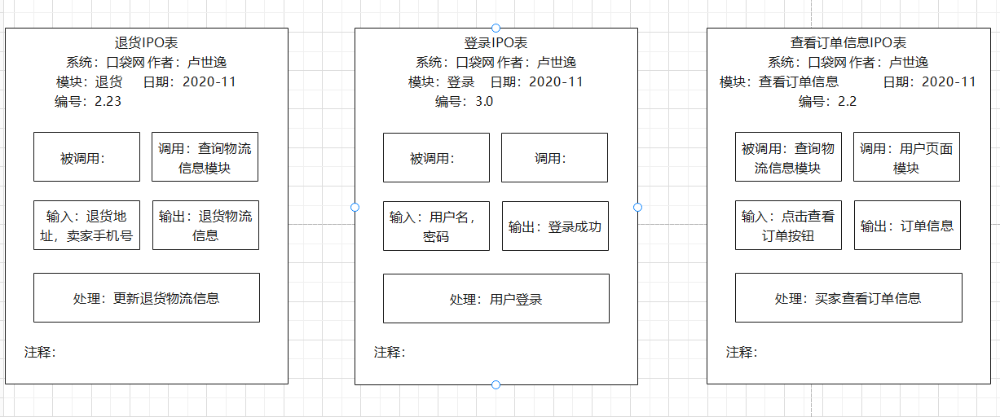 退货IPO表
系统：口袋网 作者：卢世逸
模块：退货 日期：2020-11
编号：2.23
被调用：
调用：查询物流
信息模块
输入：退货地
址，卖家手机号
输出：退货物流
信息
处理：更新退货物流信息
注释：
登录IPO表
系统：口袋网 作者：卢世逸
模块：登录 日期：2020-11
编号：3.0
被调用：
调用：
输入：用户名，
密码
输出：登录成功
处理：用户登录
注释：
查看订单信息IPO表
系统：口袋网 作者：卢世逸
模块：查看订单信息 日期：2020-11
编号：2.2
被调用：查询物
流信息模块
调用：用户页面
模块
输入：点击查看
订单按钮
输出：订单信息
处理：买家查看订单信息
注释：